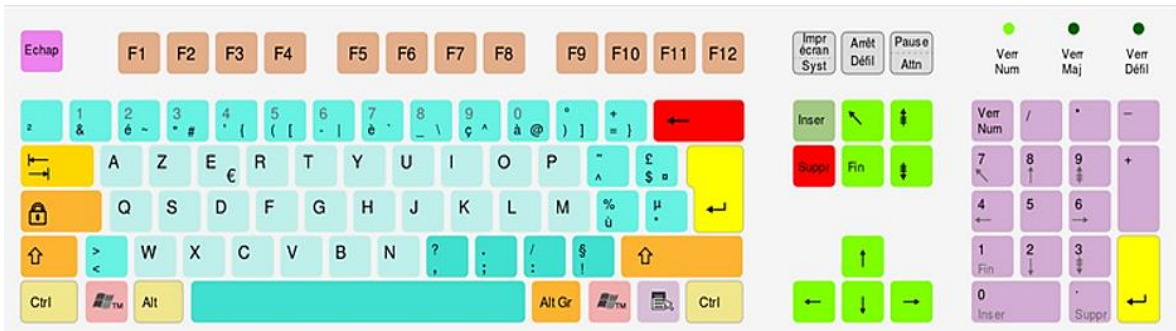 Echap F1 F2 F3 F4 F5 F6 F7 F8 F9 F10 F11 F12 Impr écran Syst Arrêt Défil Pause Attn Verr Num Verr Maj Verr Défil
² 1 & 2 é ~ 3 " # 4 ' { 5 ( [ 6 - | 7 è ` 8 _ \ 9 ç ^ 0 à @ ° ) ] + = } ← Inser ↖ ⇞ Verr Num / * -
A Z E € R T Y U I O P ¨ ^ £ $ ¤ Suppr Fin ⇟ 7 ↖ 8 ↑ 9 ⇞ +
Q S D F G H J K L M % ù µ * ↵ 4 ← 5 6 →
⇧ > < W X C V B N ? , . ; / : § ! ⇧ ↑ 1 Fin 2 ↓ 3 ⇟
Ctrl TM Alt Alt Gr TM Ctrl ← ↓ → 0 Inser . Suppr ↵